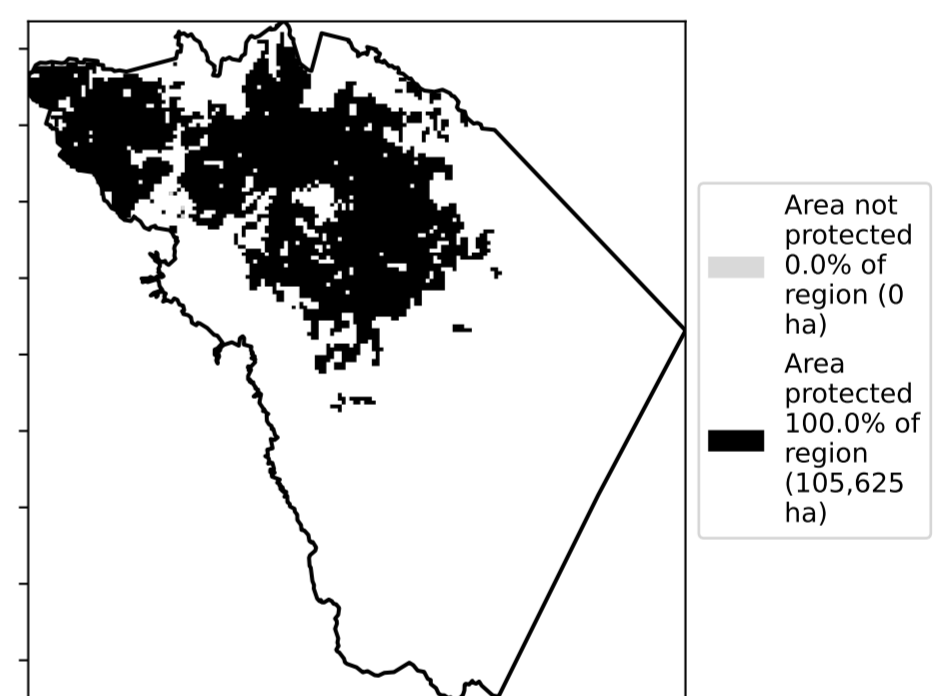 Area not
protected
0.0% of
region (0
ha)
Area
protected
100.0% of
region
(105,625
ha)